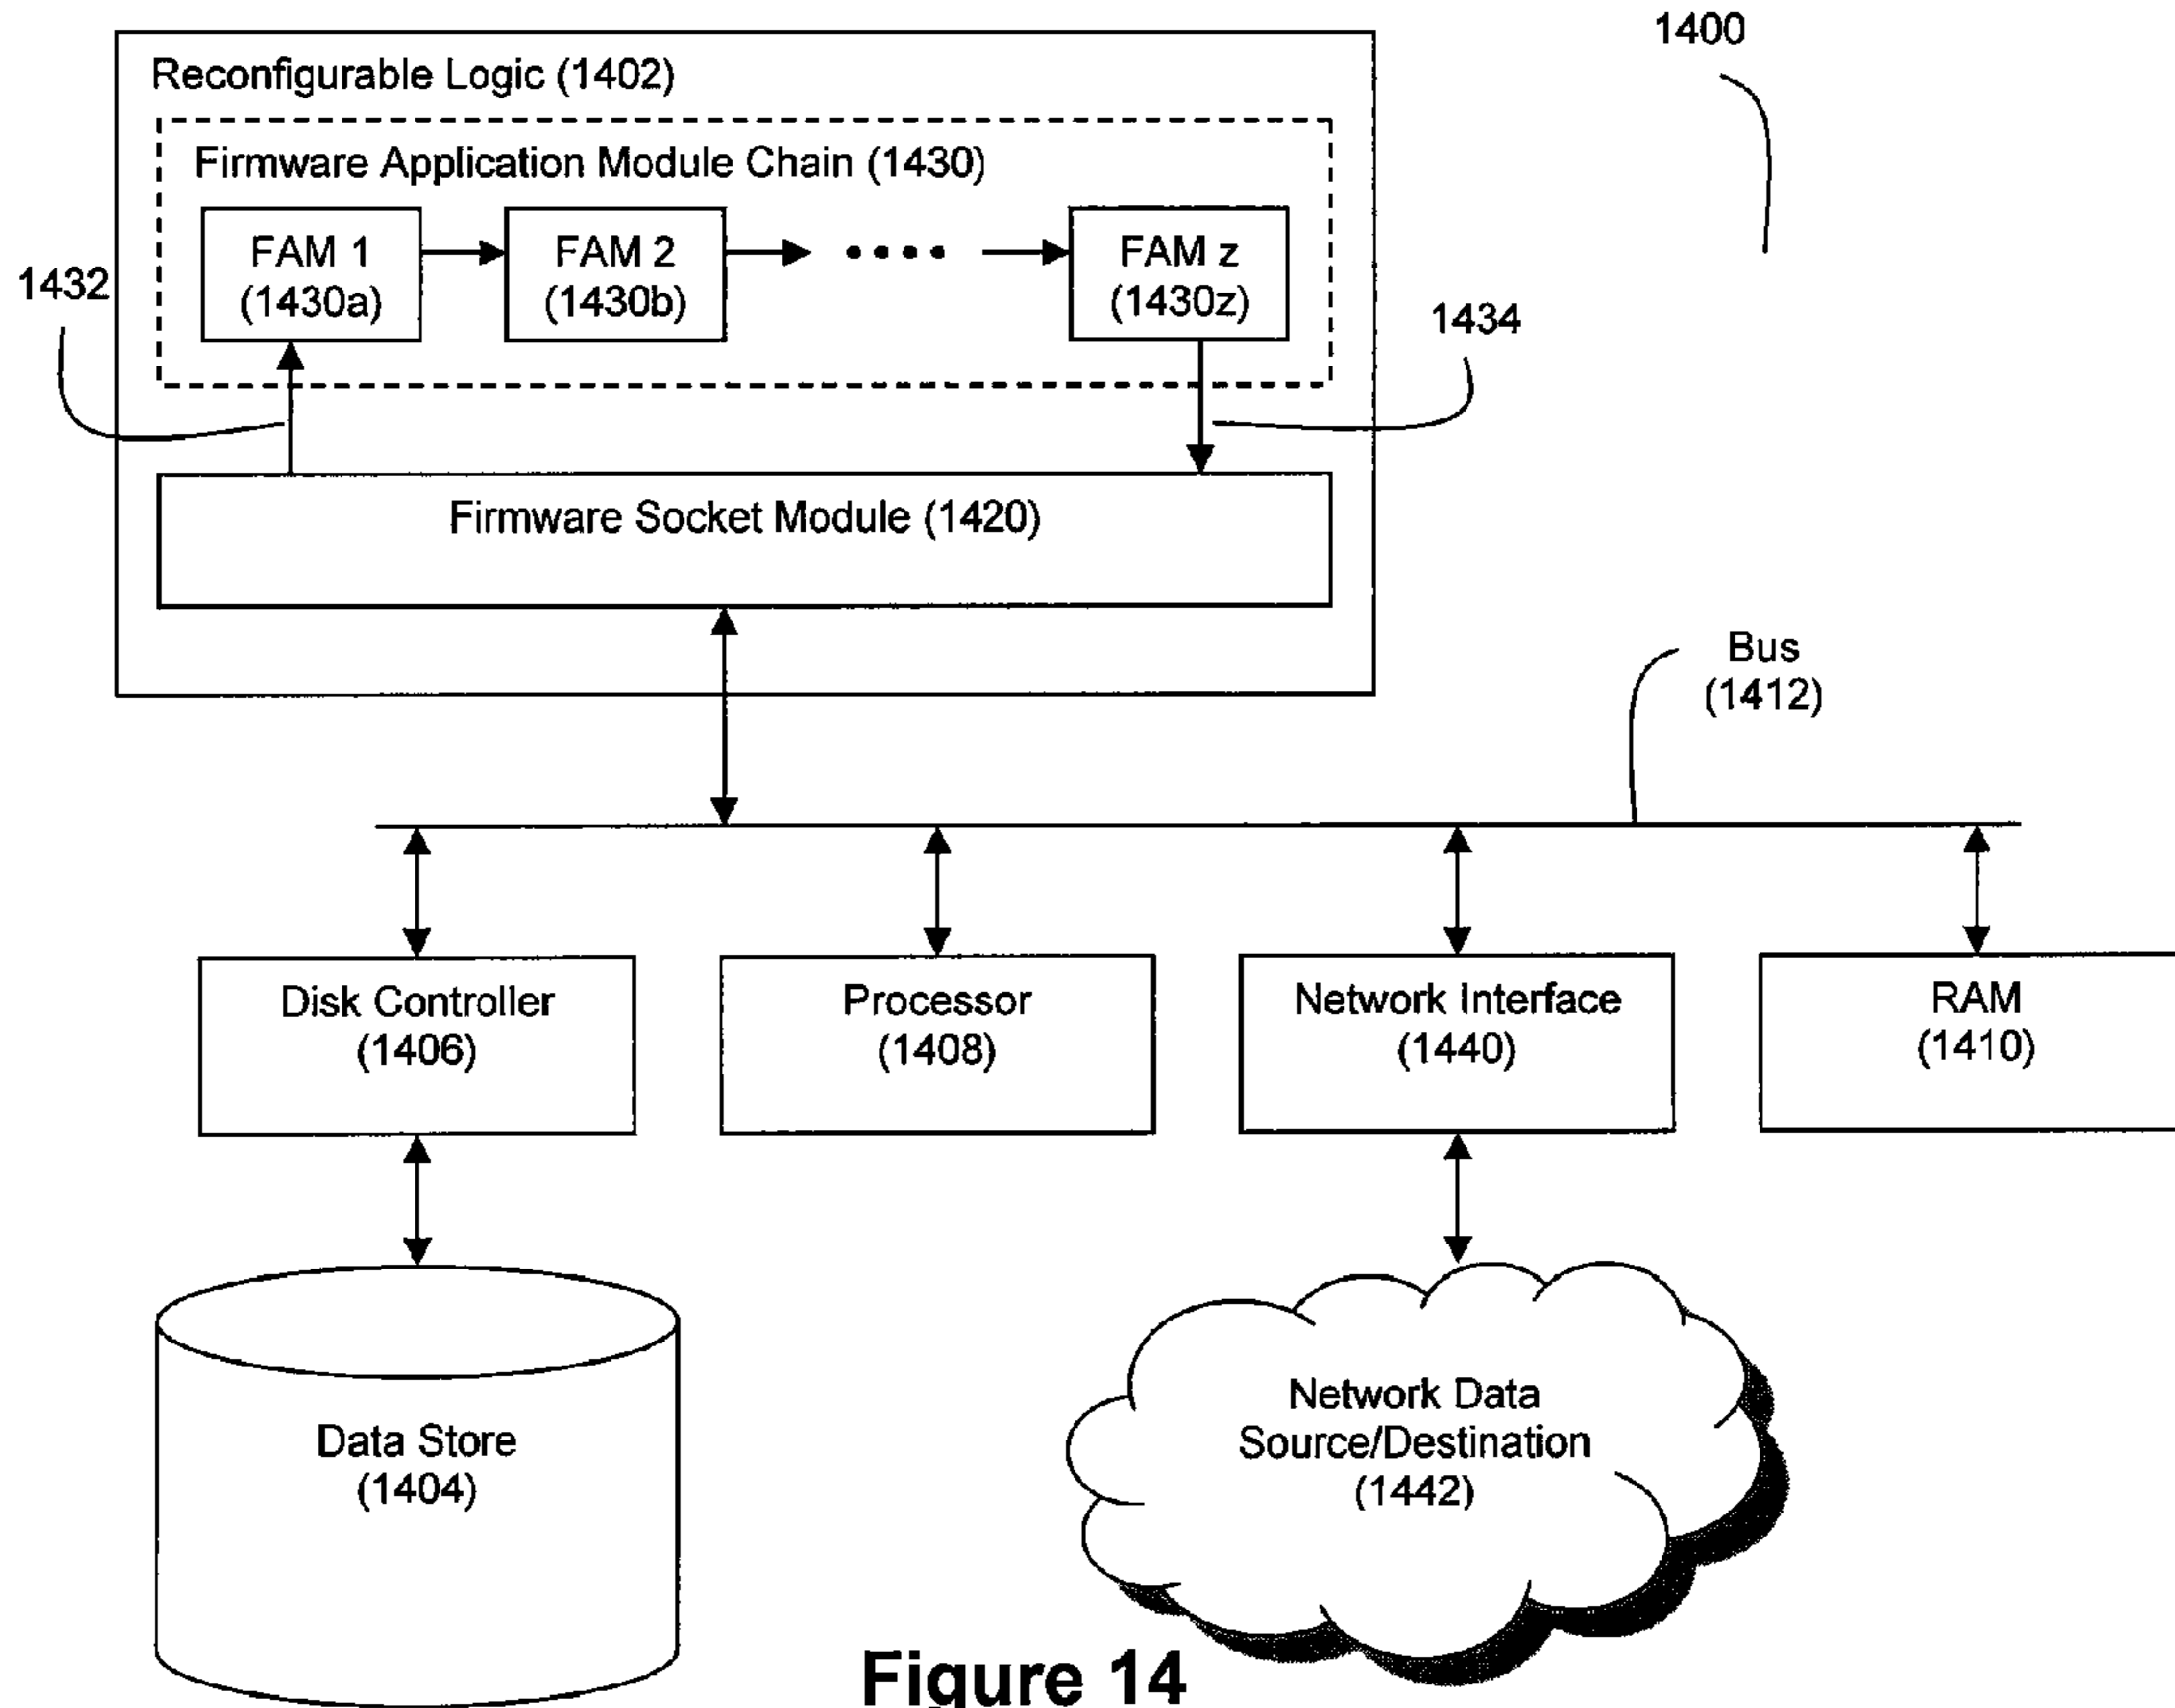 1400
Reconfigurable Logic (1402)
Firmware Application Module Chain (1430)
FAM 1
(1430a)
FAM 2
(1430b)
FAM z
(1430z)
1432
1434
Firmware Socket Module (1420)
Bus
(1412)
Disk Controller
(1406)
Processor
(1408)
Network Interface
(1440)
RAM
(1410)
Data Store
(1404)
Network Data
Source/Destination
(1442)
Figure 14